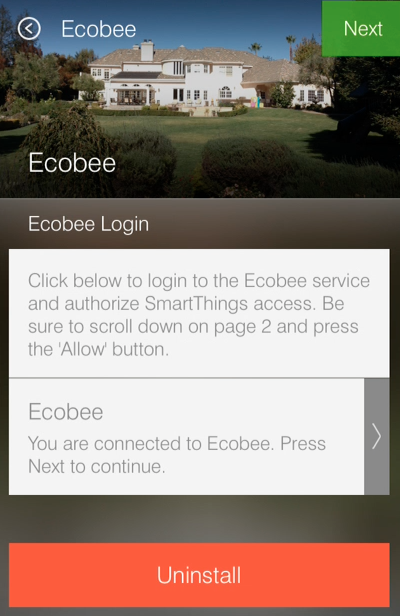 Ecobee
Next
Ecobee
Ecobee Login
Click below to login to the Ecobee service
and authorize SmartThings access. Be
sure to scroll down on page 2 and press
the 'Allow' button.
Ecobee
You are connected to Ecobee. Press
Next to continue.
Uninstall